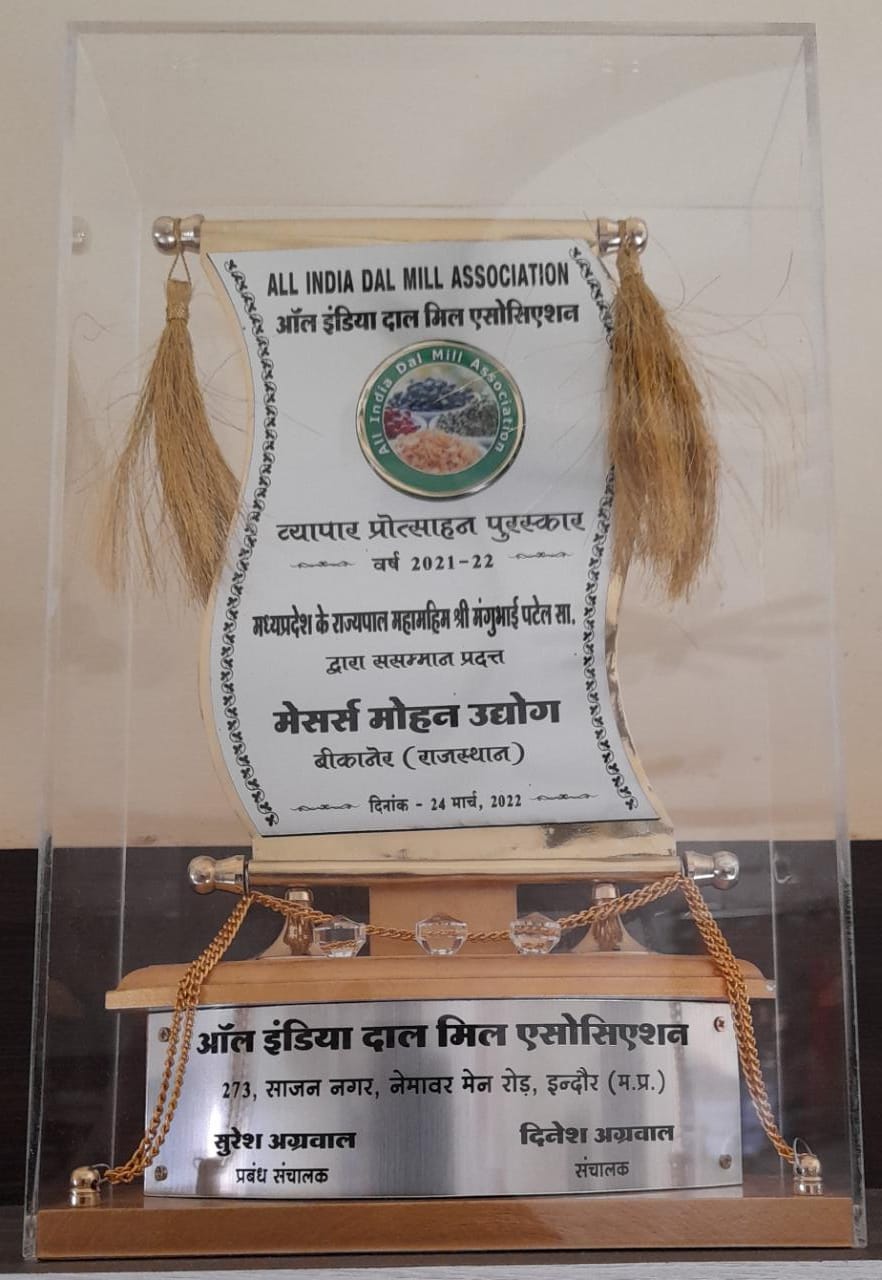 ALL INDIA DAL MILL ASSOCIATION
ऑल इंडिया दाल मिल एसोसिएशन
All India Dal Mill Association
व्यापार प्रोत्साहन पुरस्कार
वर्ष 2021-22
मध्यप्रदेश के राज्यपाल महामहिम श्री मंगुभाई पटेल सा.
द्वारा ससम्मान प्रदत्त
मेसर्स मोहन उद्योग
बीकानेर (राजस्थान)
दिनांक - 24 मार्च, 2022
ऑल इंडिया दाल मिल एसोसिएशन
273, साजन नगर, नेमावर मेन रोड़, इन्दौर (म.प्र.)
सुरेश अग्रवाल दिनेश अग्रवाल
प्रबंध संचालक संचालक